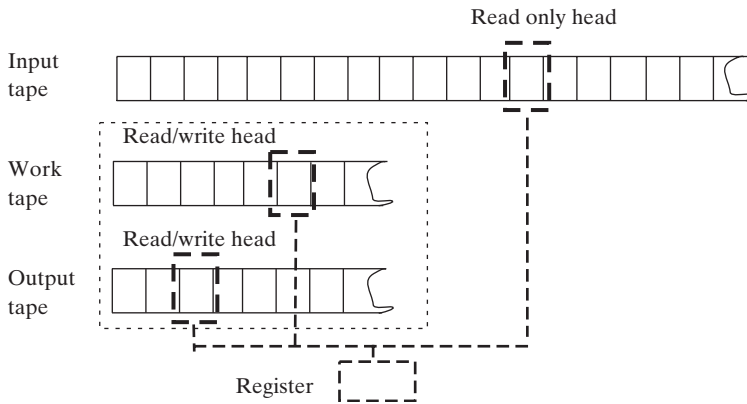 Read only head
Input
tape
Read/write head
Work
tape
Read/write head
Output
tape
Register